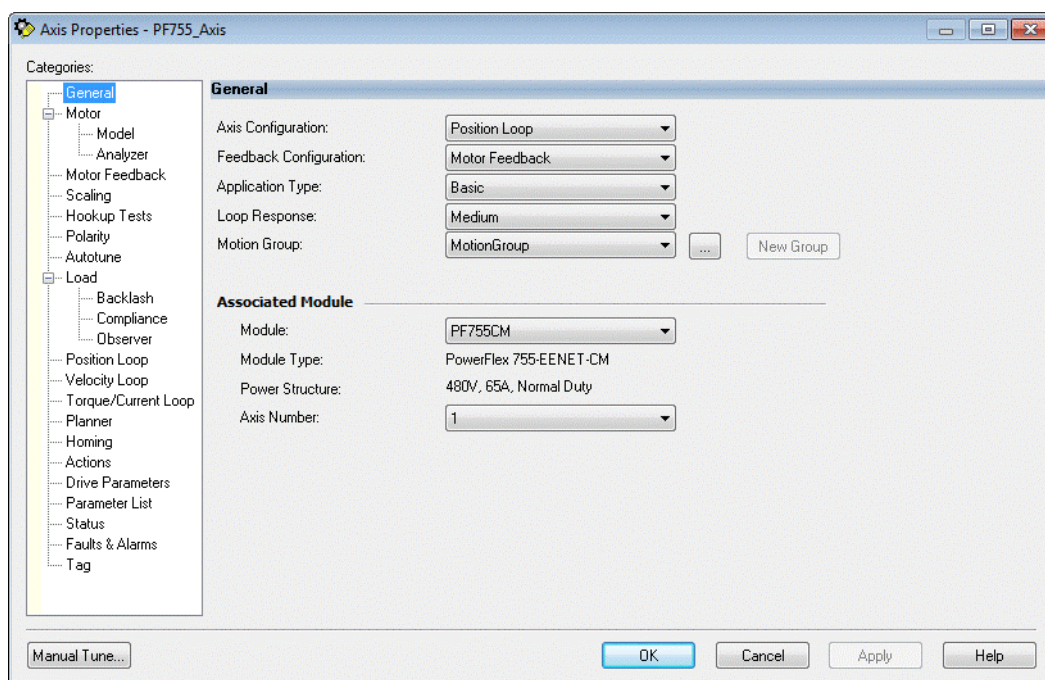 Axis Properties - PF755_Axis
Categories:
General
Motor
Model
Analyzer
Motor Feedback
Scaling
Hookup Tests
Polarity
Autotune
Load
Backlash
Compliance
Observer
Position Loop
Velocity Loop
Torque/Current Loop
Planner
Homing
Actions
Drive Parameters
Parameter List
Status
Faults & Alarms
Tag
General
Axis Configuration: Position Loop
Feedback Configuration: Motor Feedback
Application Type: Basic
Loop Response: Medium
Motion Group: MotionGroup ... New Group
Associated Module
Module: PF755CM
Module Type: PowerFlex 755-EENET-CM
Power Structure: 480V, 65A, Normal Duty
Axis Number: 1
Manual Tune... OK Cancel Apply Help